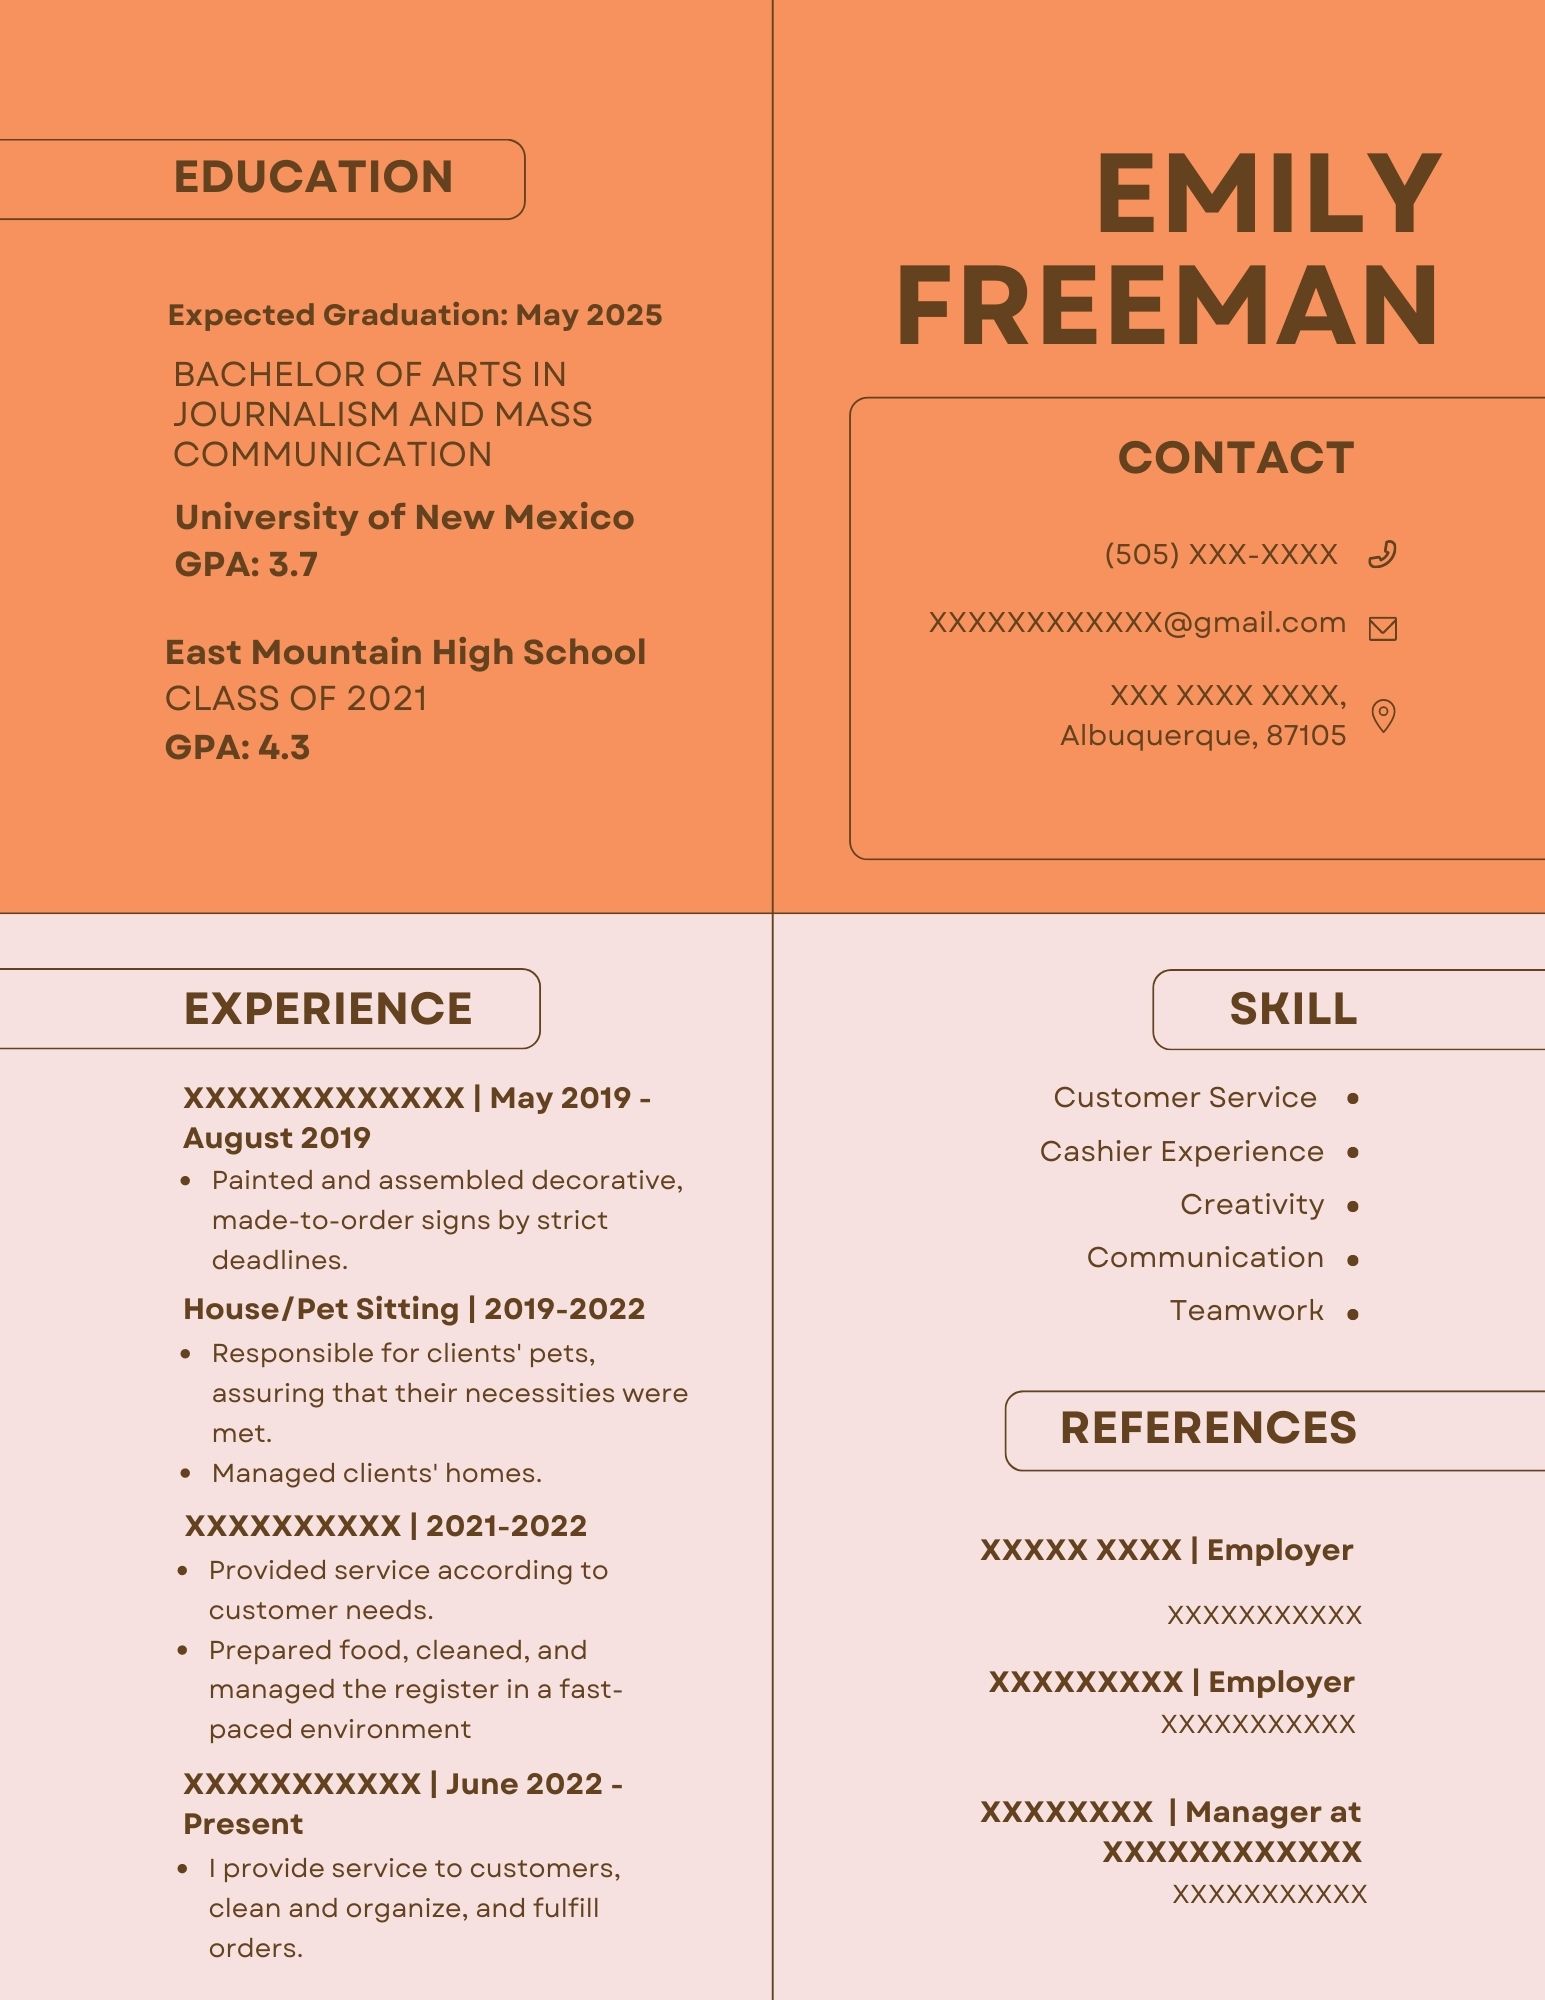 EDUCATION
Expected Graduation: May 2025
BACHELOR OF ARTS IN
JOURNALISM AND MASS
COMMUNICATION
University of New Mexico
GPA: 3.7
East Mountain High School
CLASS OF 2021
GPA: 4.3
EMILY
FREEMAN
CONTACT
(505) XXX-XXXX
XXXXXXXXXXXX@gmail.com
XXX XXXX XXXX,
Albuquerque, 87105
EXPERIENCE
XXXXXXXXXXXXX | May 2019 -
August 2019
• Painted and assembled decorative,
made-to-order signs by strict
deadlines.
House/Pet Sitting | 2019-2022
• Responsible for clients' pets,
assuring that their necessities were
met.
• Managed clients' homes.
XXXXXXXXXX | 2021-2022
• Provided service according to
customer needs.
• Prepared food, cleaned, and
managed the register in a fast-
paced environment
XXXXXXXXXXX | June 2022 -
Present
• I provide service to customers,
clean and organize, and fulfill
orders.
SKILL
Customer Service •
Cashier Experience •
Creativity •
Communication •
Teamwork •
REFERENCES
XXXXX XXXX | Employer
XXXXXXXXXXX
XXXXXXXXX | Employer
XXXXXXXXXXX
XXXXXXXX | Manager at
XXXXXXXXXXXX
XXXXXXXXXXX